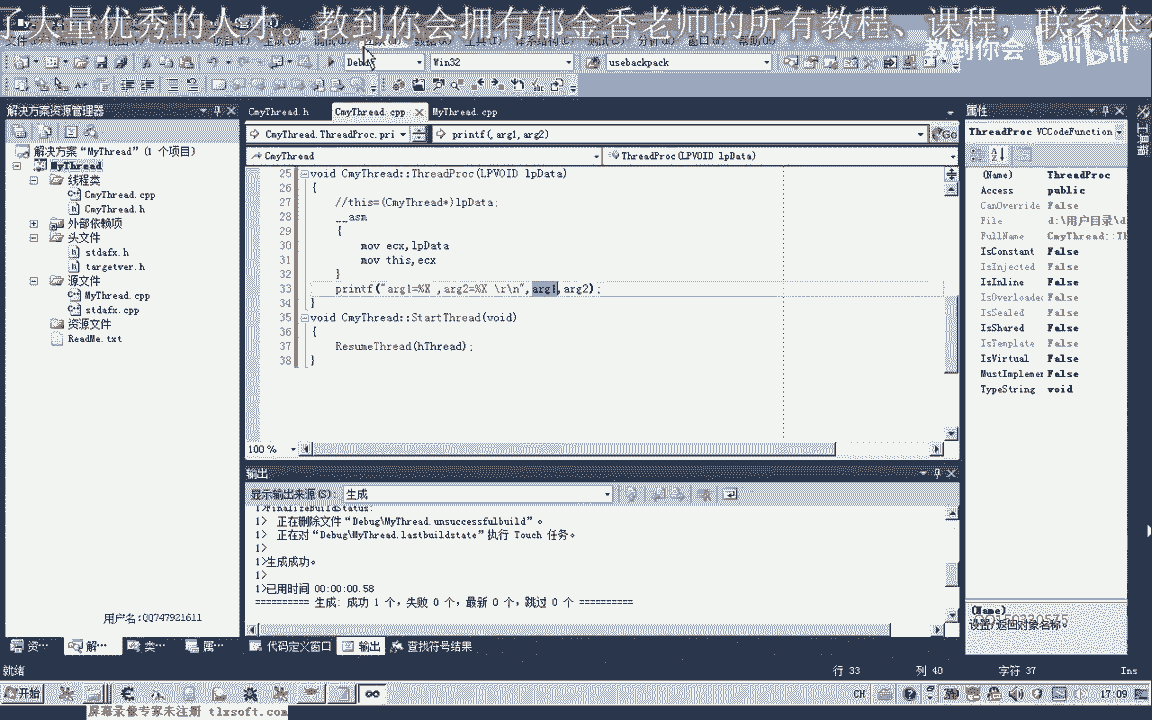 了大量优秀的人才。教到你会拥有郁金香老师的所有教程、课程，联系本
教到你会 bilibili
Debug
Win32
usebackpack
解决方案资源管理器
CmyThread.h
CmyThread.cpp
MyThread.cpp
属性
工具箱
CmyThread.ThreadProc.pri
printf(,arg1,arg2)
Go
ThreadProc VCCodeFunction
解决方案“MyThread”(1 个项目)
MyThread
线程类
CmyThread.cpp
CmyThread.h
外部依赖项
头文件
stdafx.h
targetver.h
源文件
MyThread.cpp
stdafx.cpp
资源文件
ReadMe.txt
用户名:QQ747921611
CmyThread
ThreadProc(LPVOID lpData)
25 void CmyThread::ThreadProc(LPVOID lpData)
26 {
27 //this=(CmyThread*)lpData;
28 __asm
29 {
30 mov ecx,lpData
31 mov this,ecx
32 }
33 printf("arg1=%X ,arg2=%X \r\n",arg1,arg2);
34 }
35 void CmyThread::StartThread(void)
36 {
37 ResumeThread(hThread);
38 }
100 %
(Name) ThreadProc
Access public
CanOverride False
File d:\用户目录\d
FullName CmyThread::Th
IsConstant False
IsInjected False
IsInline False
IsOverloade False
IsSealed False
IsShared False
IsTemplate False
IsVirtual False
MustImplemen False
TypeString void
(Name)
设置/返回对象名称。
输出
显示输出来源(S): 生成
1>FinalizeBuildStatus:
1> 正在删除文件“Debug\MyThread.unsuccessfulbuild”。
1> 正在对“Debug\MyThread.lastbuildstate”执行 Touch 任务。
1>
1>生成成功。
1>
1>已用时间 00:00:00.58
========== 生成: 成功 1 个，失败 0 个，最新 0 个，跳过 0 个 ==========
资…
解…
类…
属…
代码定义窗口
输出
查找符号结果
就绪
行 33
列 40
字符 37
Ins
开始
CH
17:09
屏幕录像专家未注册 tlxsoft.com